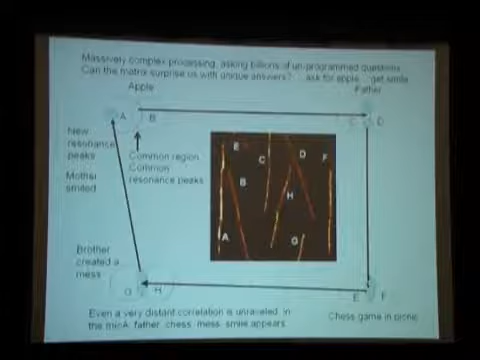 Massively complex processing, asking billions of un-programmed questions
Can the matrix surprise us with unique answers? ask for apple get smile
Apple
Father
A B
C D
New
resonance
peaks
Common region
Common
resonance peaks
Mother
smiled
E C D F
B H
A G
Brother
created a
mess
G H
E F
Even a very distant correlation is unraveled, in
the father chess mess smile appears
Chess game in picnic